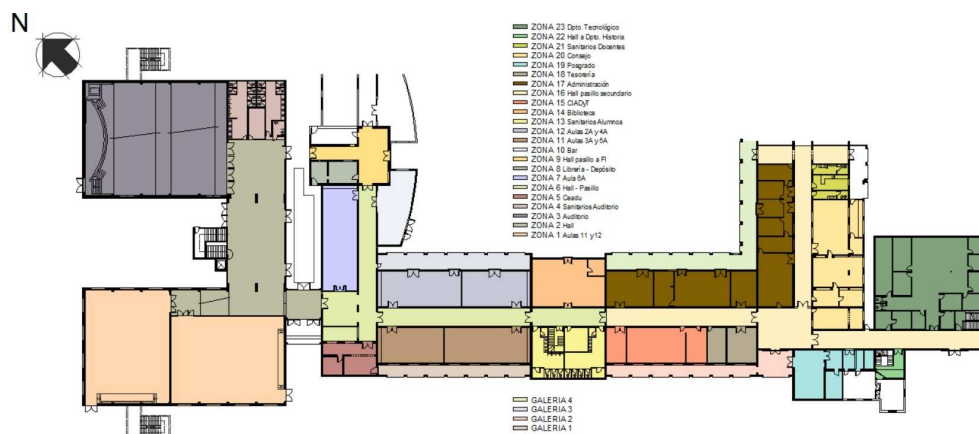 N
ZONA 23 Dpto. Tecnológico
ZONA 22 Hall a Dpto. Historia
ZONA 21 Sanitarios Docentes
ZONA 20 Consejo
ZONA 19 Posgrado
ZONA 18 Tesorería
ZONA 17 Administración
ZONA 16 Hall pasillo secundario
ZONA 15 CIADyT
ZONA 14 Biblioteca
ZONA 13 Sanitarios Alumnos
ZONA 12 Aulas 2A y 4A
ZONA 11 Aulas 3A y 5A
ZONA 10 Bar
ZONA 9 Hall pasillo a FI
ZONA 8 Librería - Depósito
ZONA 7 Aula 6A
ZONA 6 Hall - Pasillo
ZONA 5 Ceadu
ZONA 4 Sanitarios Auditorio
ZONA 3 Auditorio
ZONA 2 Hall
ZONA 1 Aulas 11 y 12
GALERIA 4
GALERIA 3
GALERIA 2
GALERIA 1